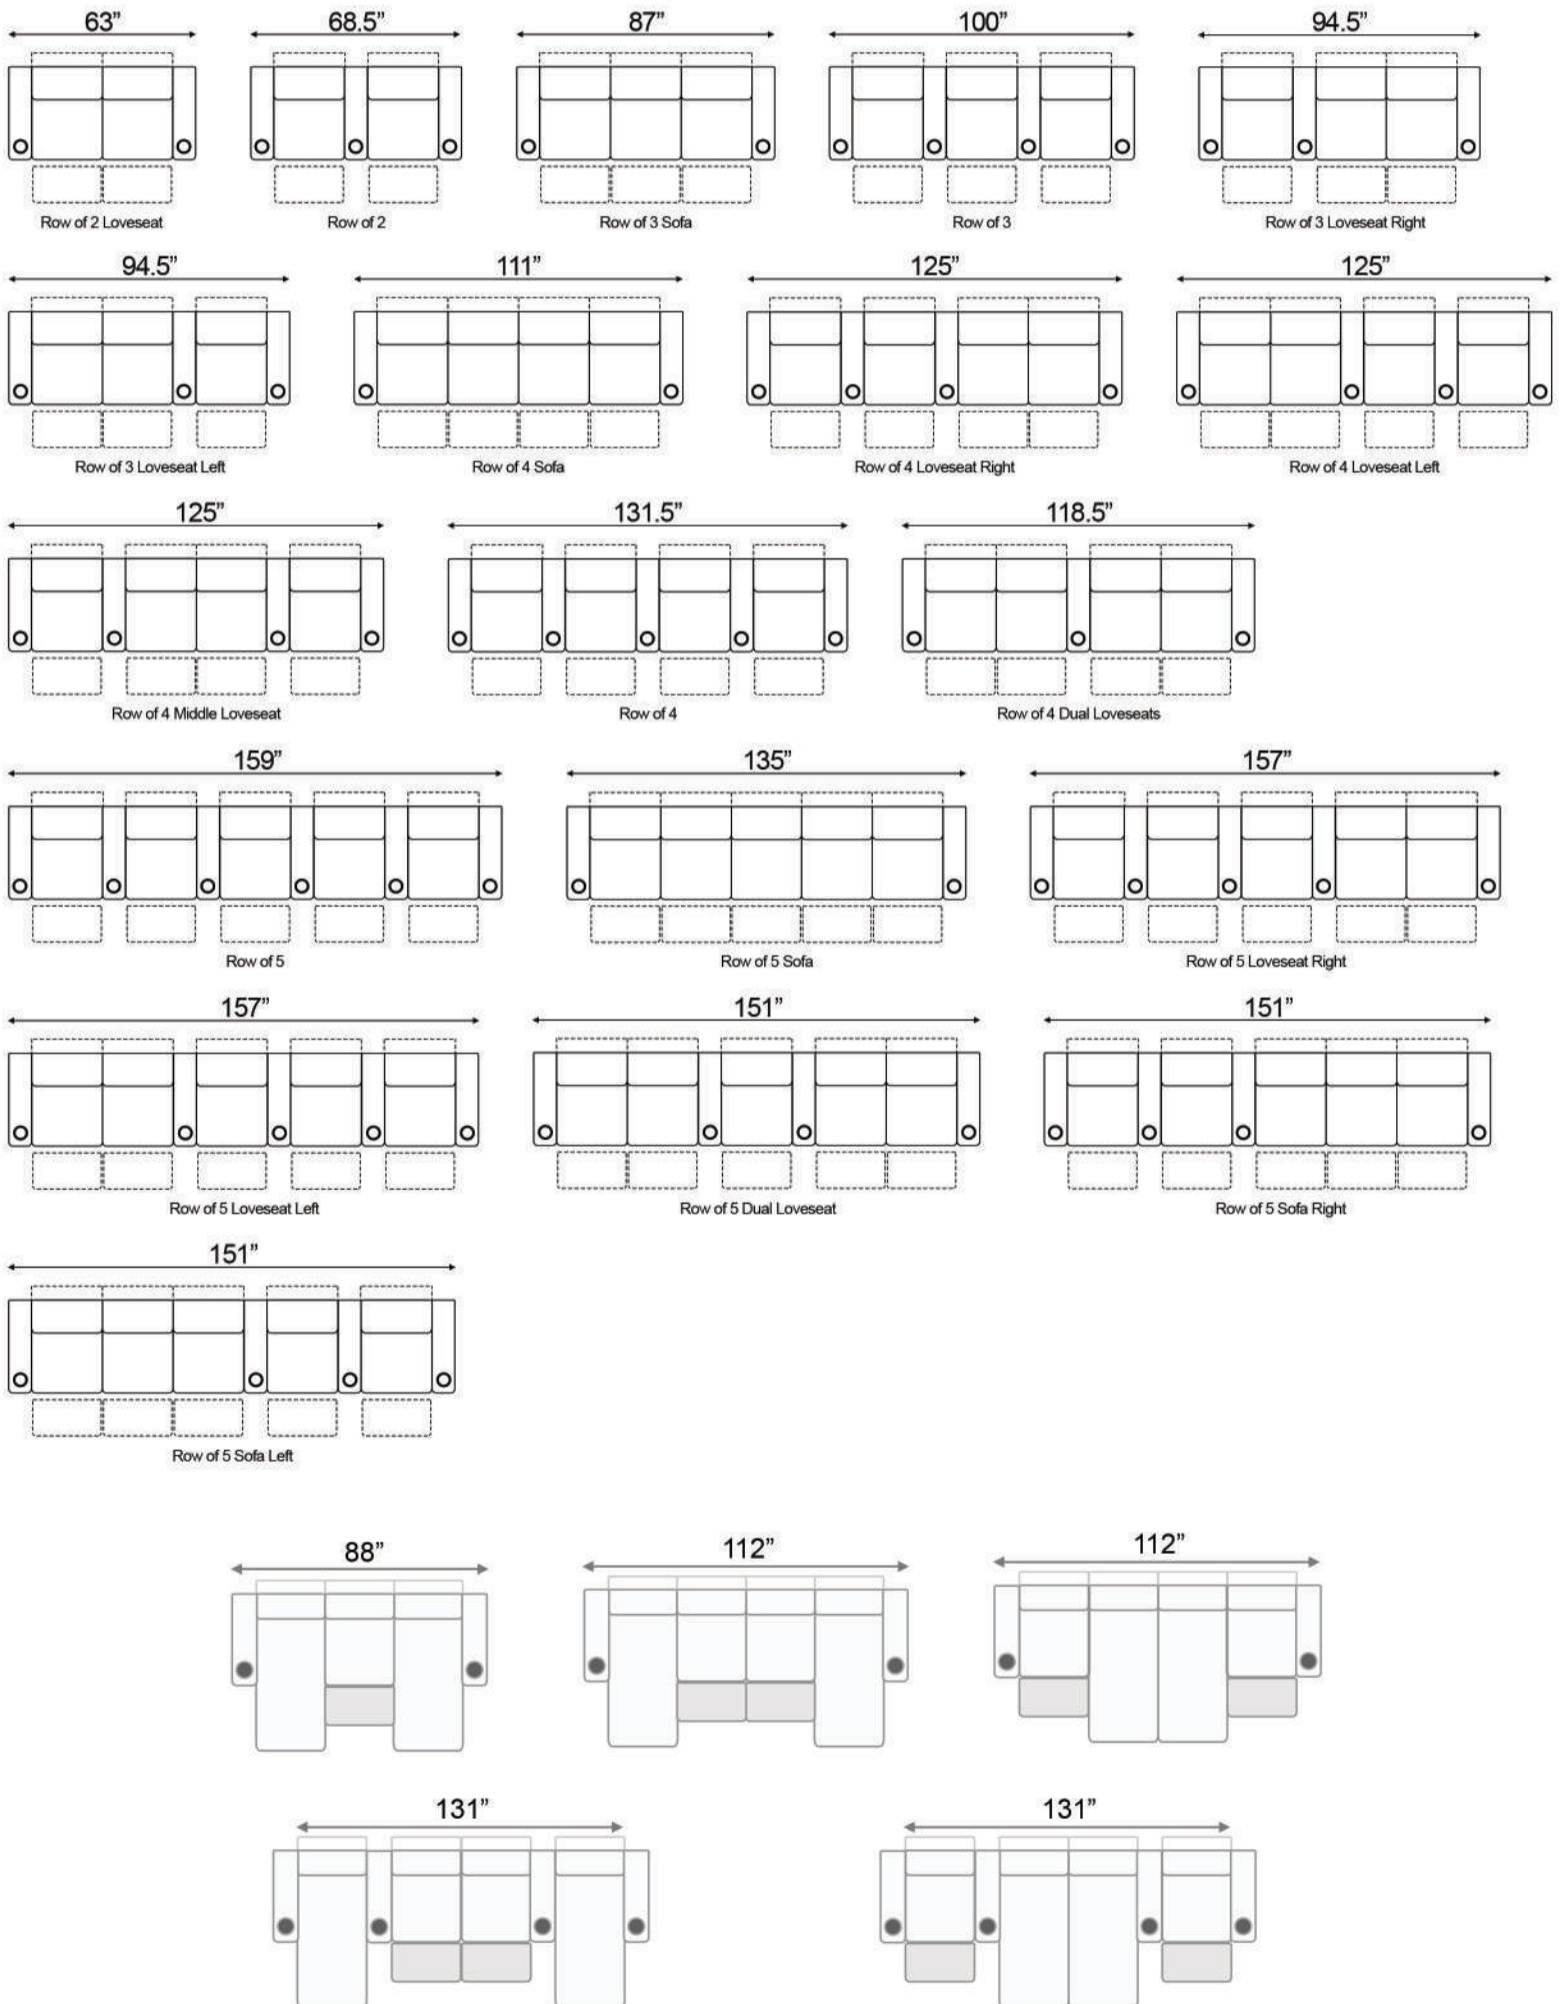 63”
68.5”
87”
100”
94.5”
Row of 2 Loveseat
Row of 2
Row of 3 Sofa
Row of 3
Row of 3 Loveseat Right
94.5”
111”
125”
125”
Row of 3 Loveseat Left
Row of 4 Sofa
Row of 4 Loveseat Right
Row of 4 Loveseat Left
125”
131.5”
118.5”
Row of 4 Middle Loveseat
Row of 4
Row of 4 Dual Loveseats
159”
135”
157”
Row of 5
Row of 5 Sofa
Row of 5 Loveseat Right
157”
151”
151”
Row of 5 Loveseat Left
Row of 5 Dual Loveseat
Row of 5 Sofa Right
151”
Row of 5 Sofa Left
88”
112”
112”
131”
131”